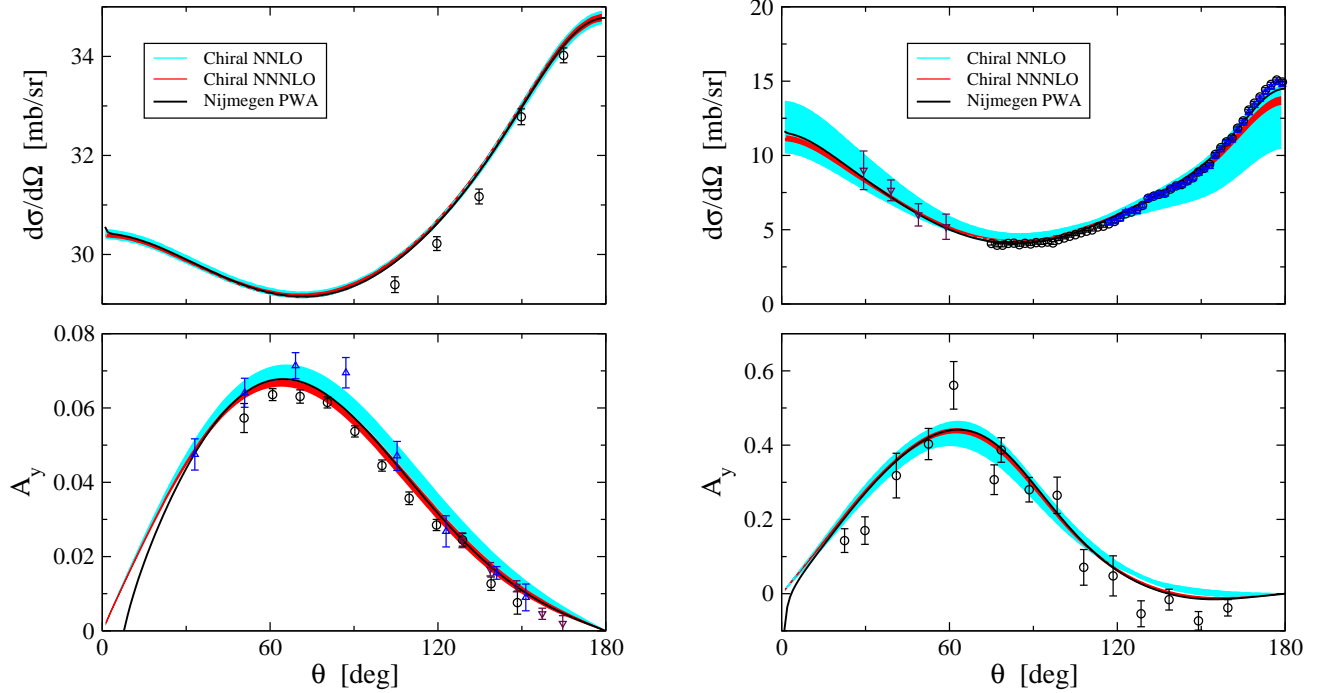 34
32
30
dσ/dΩ [mb/sr]
Chiral NNLO
Chiral NNNLO
Nijmegen PWA
20
15
10
5
0
dσ/dΩ [mb/sr]
Chiral NNLO
Chiral NNNLO
Nijmegen PWA
0.08
0.06
0.04
0.02
0
A_y
0 60 120 180
θ [deg]
0.6
0.4
0.2
0
A_y
0 60 120 180
θ [deg]